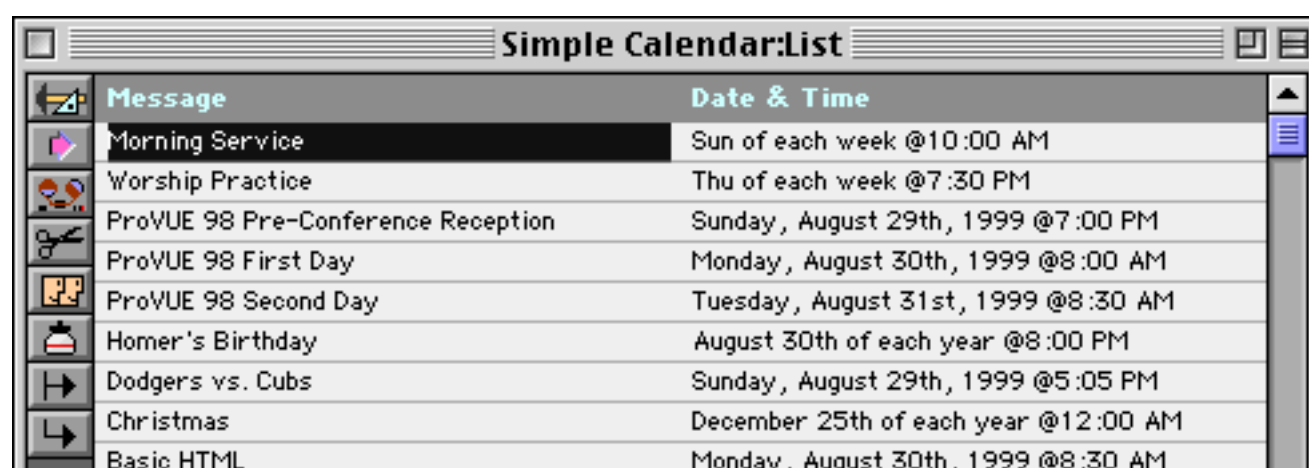 Simple Calendar:List
Message Date & Time
Morning Service Sun of each week @10:00 AM
Worship Practice Thu of each week @7:30 PM
ProVUE 98 Pre-Conference Reception Sunday, August 29th, 1999 @7:00 PM
ProVUE 98 First Day Monday, August 30th, 1999 @8:00 AM
ProVUE 98 Second Day Tuesday, August 31st, 1999 @8:30 AM
Homer's Birthday August 30th of each year @8:00 PM
Dodgers vs. Cubs Sunday, August 29th, 1999 @5:05 PM
Christmas December 25th of each year @12:00 AM
Basic HTML Monday, August 30th, 1999 @8:30 AM